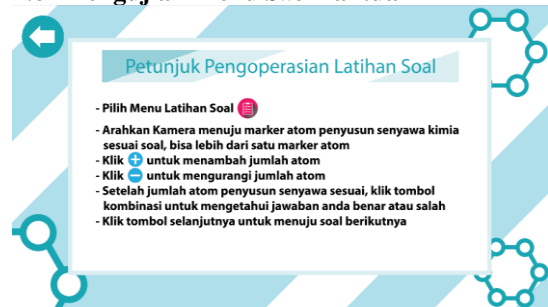 Petunjuk Pengoperasian Latihan Soal
- Pilih Menu Latihan Soal
- Arahkan Kamera menuju marker atom penyusun senyawa kimia
sesuai soal, bisa lebih dari satu marker atom
- Klik + untuk menambah jumlah atom
- Klik - untuk mengurangi jumlah atom
- Setelah jumlah atom penyusun senyawa sesuai, klik tombol
kombinasi untuk mengetahui jawaban anda benar atau salah
- Klik tombol selanjutnya untuk menuju soal berikutnya